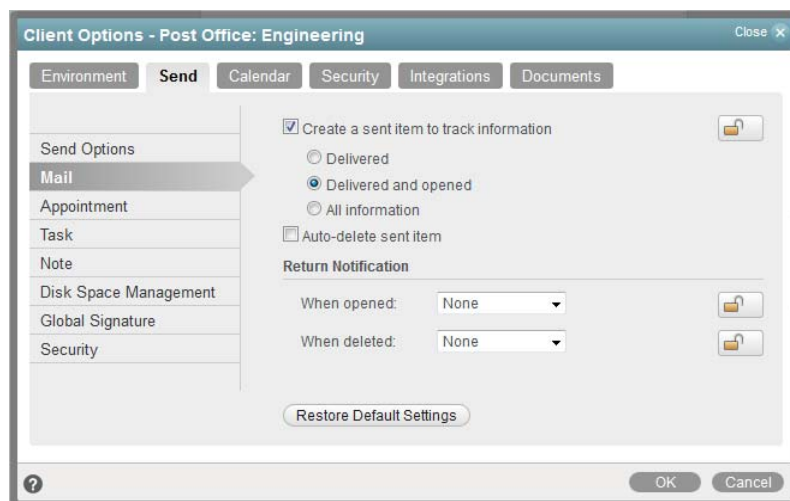 Client Options - Post Office: Engineering
Close x
Environment Send Calendar Security Integrations Documents
Send Options
Mail
Appointment
Task
Note
Disk Space Management
Global Signature
Security
Create a sent item to track information
Delivered
Delivered and opened
All information
Auto-delete sent item
Return Notification
When opened: None
When deleted: None
Restore Default Settings
?
OK Cancel